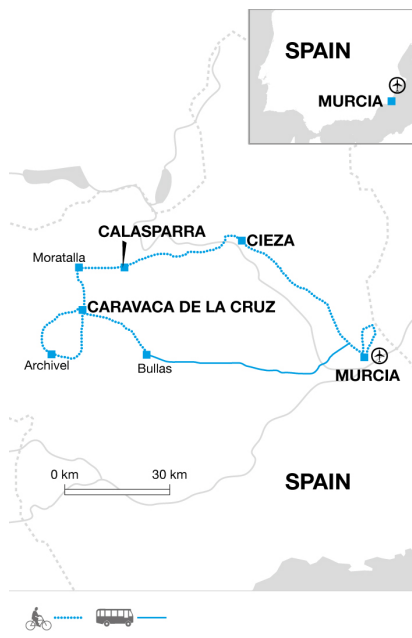 SPAIN
MURCIA
CALASPARRA
CIEZA
Moratalla
CARAVACA DE LA CRUZ
Archivel
Bullas
MURCIA
0 km 30 km
SPAIN